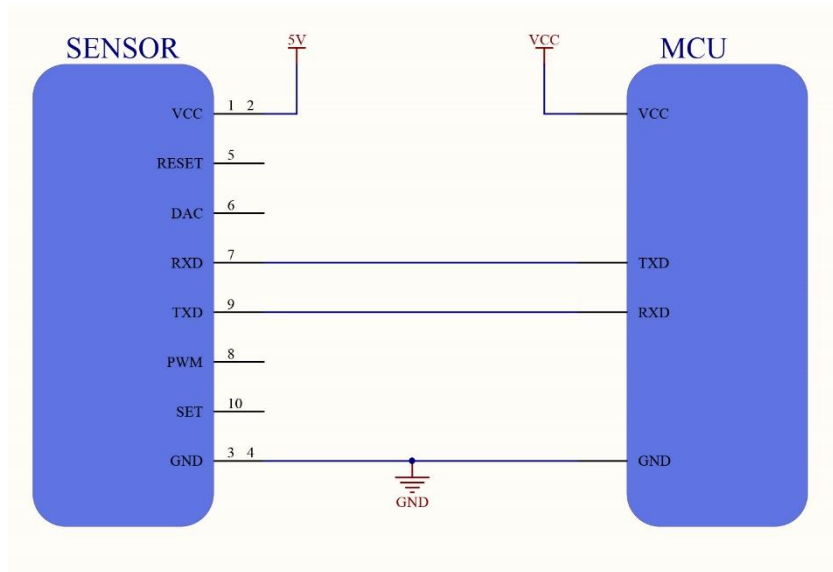 SENSOR 5V VCC MCU
VCC 1 2 VCC
RESET 5
DAC 6
RXD 7 TXD
TXD 9 RXD
PWM 8
SET 10
GND 3 4 GND
GND